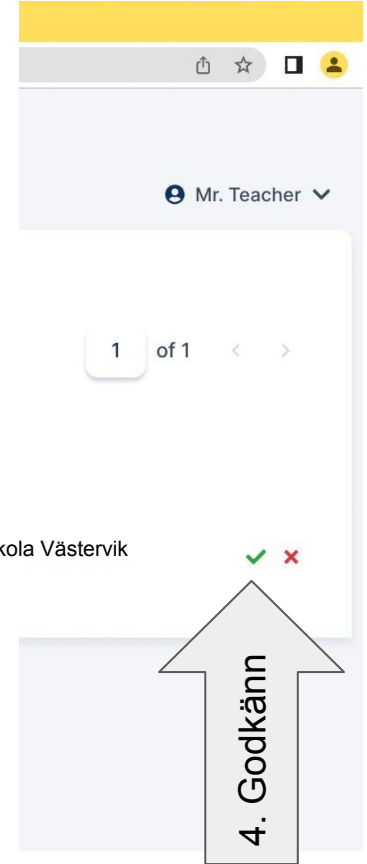 Mr. Teacher
1 of 1
kola Västervik
4. Godkänn